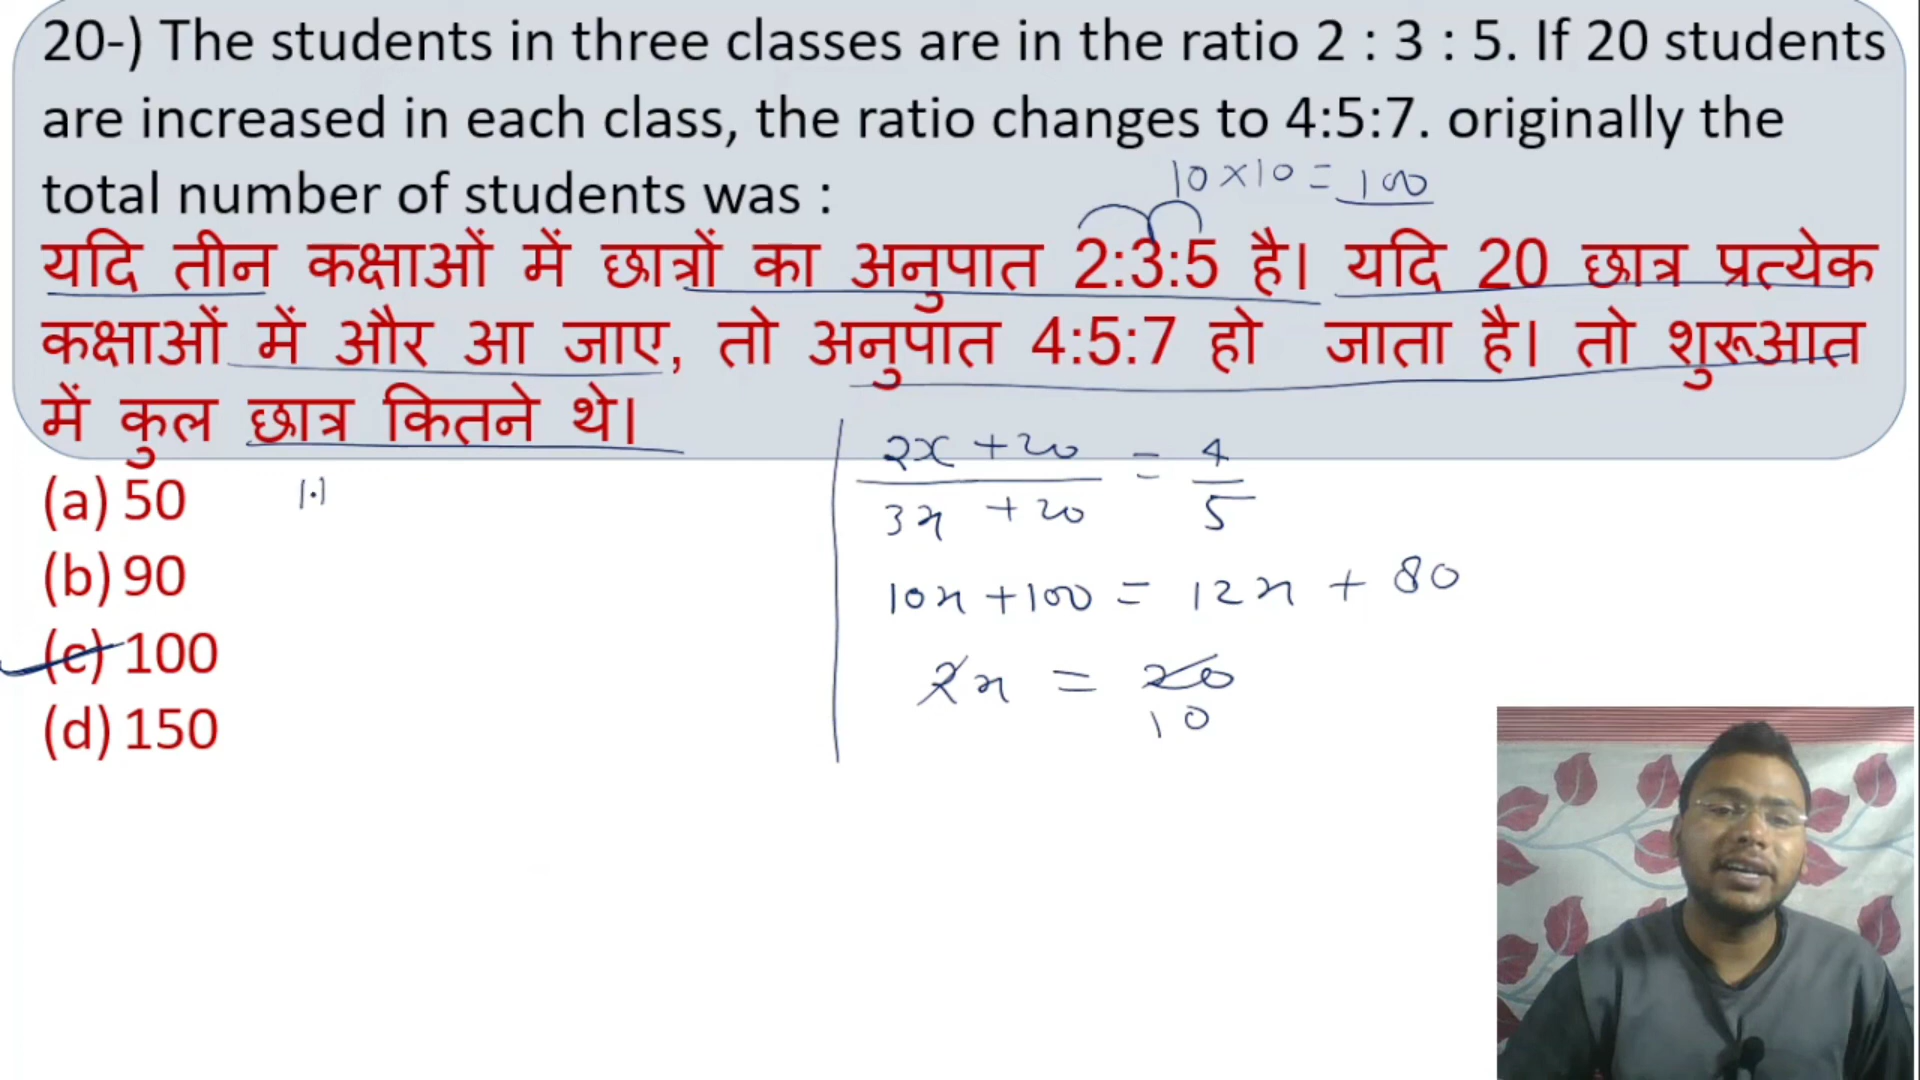 20-) The students in three classes are in the ratio 2 : 3 : 5. If 20 students
are increased in each class, the ratio changes to 4:5:7. originally the
total number of students was :
10 × 10 = 100
यदि तीन कक्षाओं में छात्रों का अनुपात 2:3:5 है। यदि 20 छात्र प्रत्येक
कक्षाओं में और आ जाए, तो अनुपात 4:5:7 हो जाता है। तो शुरूआत
में कुल छात्र कितने थे।
(a) 50
(b) 90
(c) 100
(d) 150
2x + 20 = 4
3x + 20 5
10x + 100 = 12x + 80
2x = 20
10